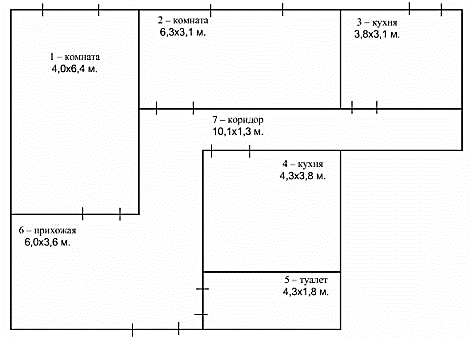 1 – комната
4,0х6,4 м.
2 – комната
6,3х3,1 м.
3 – кухня
3,8х3,1 м.
7 – коридор
10,1х1,3 м.
4 – кухня
4,3х3,8 м.
6 – прихожая
6,0х3,6 м.
5 – туалет
4,3х1,8 м.